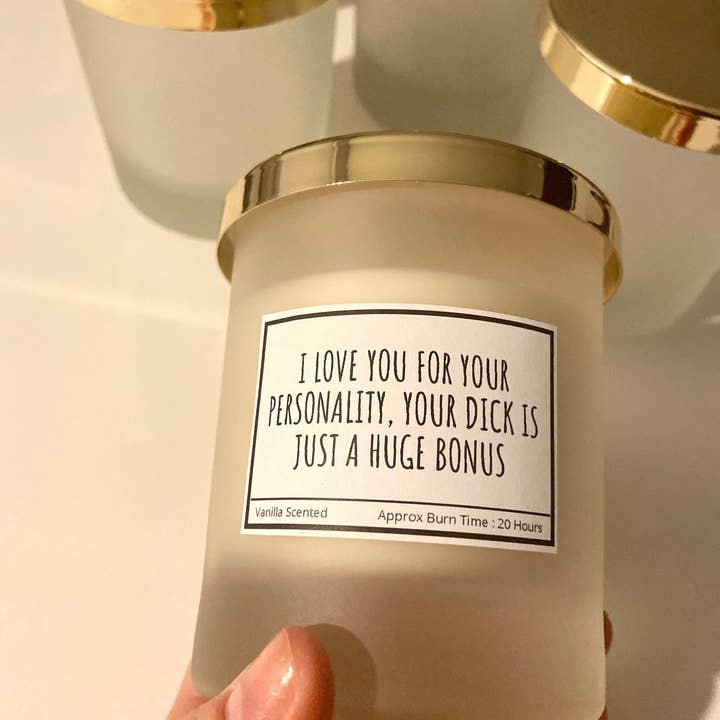 I LOVE YOU FOR YOUR
PERSONALITY, YOUR DICK IS
JUST A HUGE BONUS
Vanilla Scented
Approx Burn Time : 20 Hours